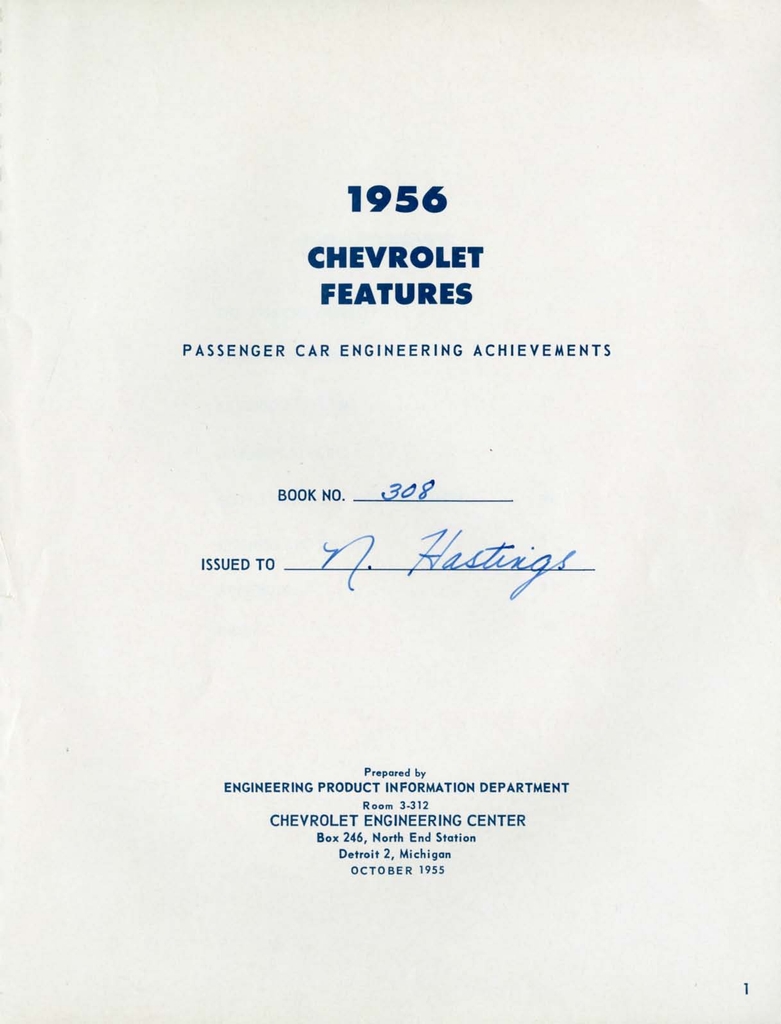 1956
CHEVROLET
FEATURES
PASSENGER CAR ENGINEERING ACHIEVEMENTS
BOOK NO. 308
ISSUED TO N. Hastings
Prepared by
ENGINEERING PRODUCT INFORMATION DEPARTMENT
Room 3-312
CHEVROLET ENGINEERING CENTER
Box 246, North End Station
Detroit 2, Michigan
OCTOBER 1955
1